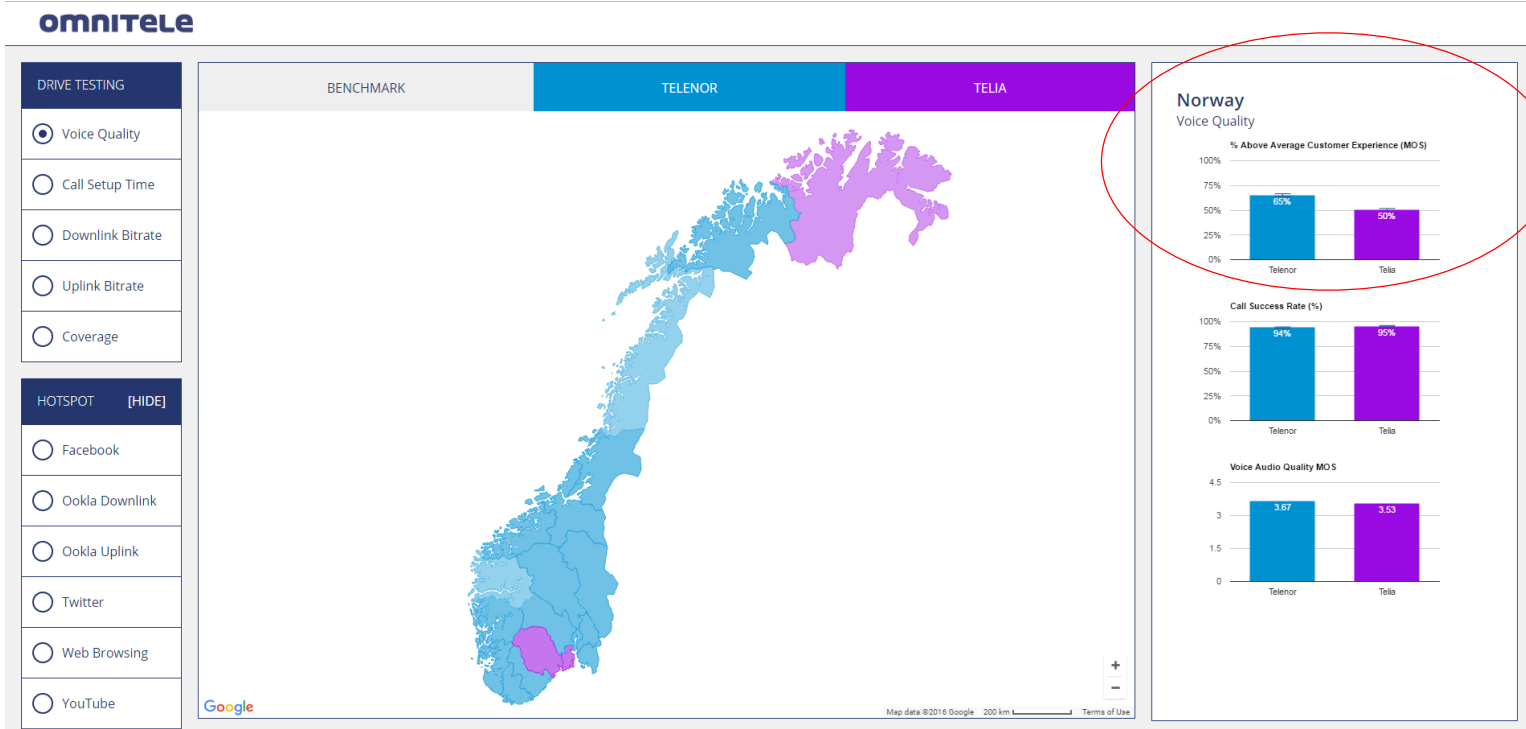 OMNITELE
DRIVE TESTING
Voice Quality
Call Setup Time
Downlink Bitrate
Uplink Bitrate
Coverage
HOTSPOT [HIDE]
Facebook
Ookla Downlink
Ookla Uplink
Twitter
Web Browsing
YouTube
BENCHMARK TELENOR TELIA
Google
+
−
Map data ©2016 Google 200 km Terms of Use
Norway
Voice Quality
% Above Average Customer Experience (MOS)
100%
75%
50%
25%
0%
65% 50%
Telenor Telia
Call Success Rate (%)
100%
75%
50%
25%
0%
94% 95%
Telenor Telia
Voice Audio Quality MOS
4.5
3
1.5
0
3.67 3.53
Telenor Telia